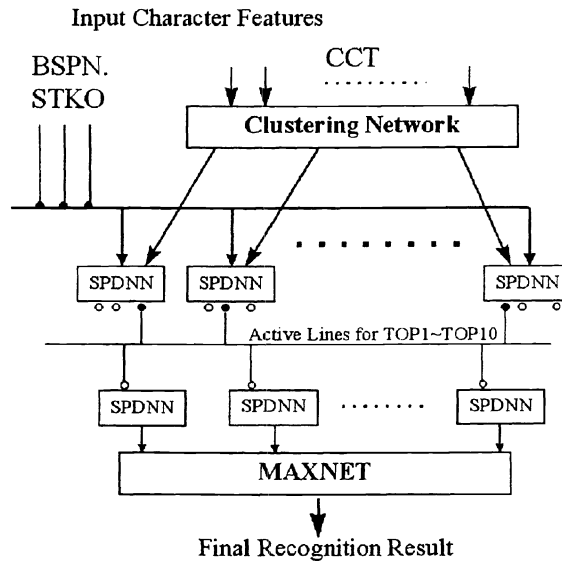 Input Character Features
BSPN.
STKO
CCT
Clustering Network
SPDNN
SPDNN
SPDNN
Active Lines for TOP1~TOP10
SPDNN
SPDNN
SPDNN
MAXNET
Final Recognition Result